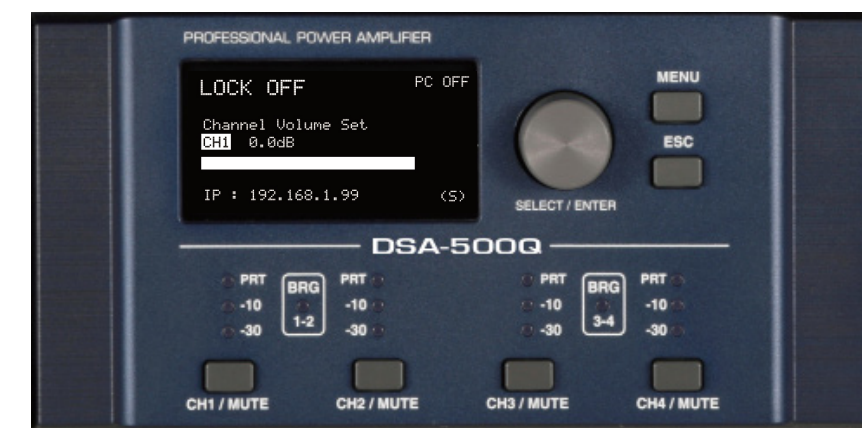 PROFESSIONAL POWER AMPLIFIER
LOCK OFF PC OFF
Channel Volume Set
CH1 0.0dB
IP : 192.168.1.99 (S)
MENU
ESC
SELECT / ENTER
DSA-500Q
PRT BRG 1-2 PRT
-10 -10
-30 -30
PRT BRG 3-4 PRT
-10 -10
-30 -30
CH1 / MUTE CH2 / MUTE CH3 / MUTE CH4 / MUTE